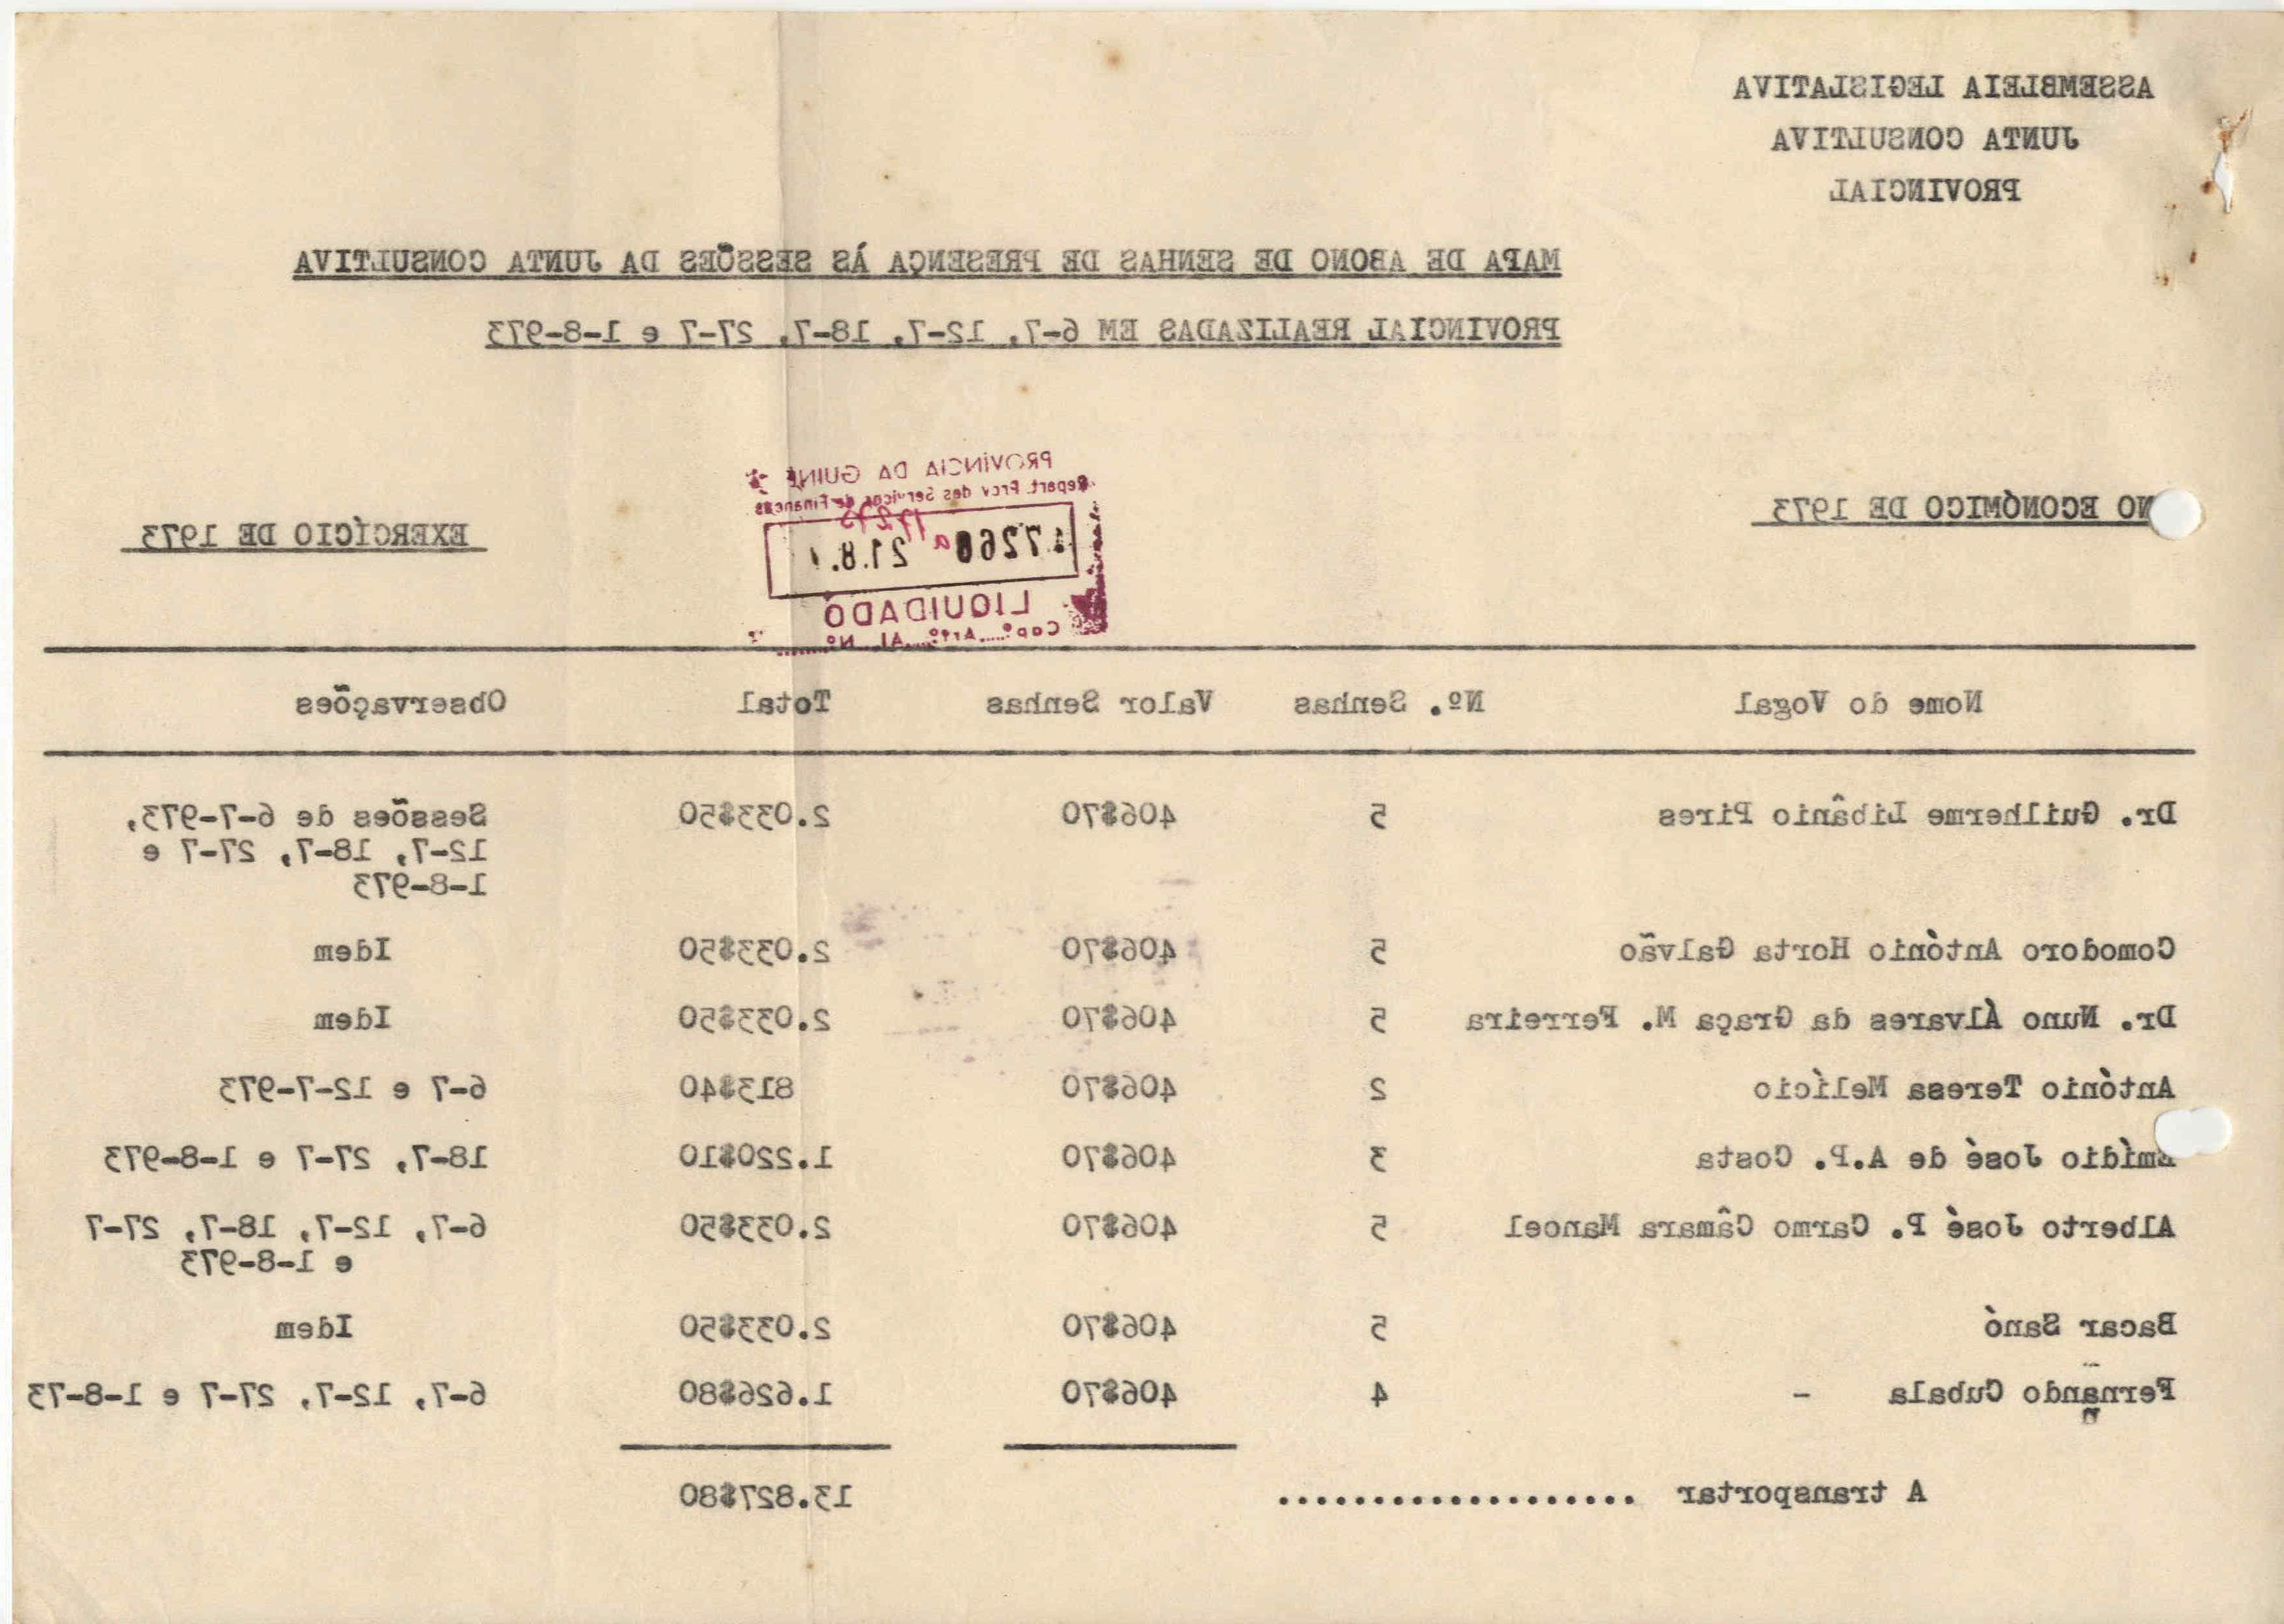 ASSEMBLEIA LEGISLATIVA
JUNTA CONSULTIVA
PROVINCIAL
MAPA DE ABONO DE SENHAS DE PRESENÇA ÀS SESSÕES DA JUNTA CONSULTIVA
PROVINCIAL REALIZADAS EM 6-7, 12-7, 18-7, 27-7 e 1-8-973
PROVÍNCIA DA GUINÉ
Repart. Prov dos Serviços de Finanças
17275
17260 a 21.8.
LIQUIDADO
Cap.º......Artº.....Al...Nº........
NO ECONÓMICO DE 1973 EXERCÍCIO DE 1973
Nome do Vogal Nº. Senhas Valor Senhas Total Observações
Dr. Guilherme Libânio Pires 5 406$70 2.033$50 Sessões de 6-7-973,
12-7, 18-7, 27-7 e
1-8-973
Comodoro António Horta Galvão 5 406$70 2.033$50 Idem
Dr. Nuno Álvares da Graça M. Ferreira 5 406$70 2.033$50 Idem
António Teresa Melício 2 406$70 813$40 6-7 e 12-7-973
Emídio José de A.P. Costa 3 406$70 1.220$10 18-7, 27-7 e 1-8-973
Alberto José P. Carmo Câmara Manoel 5 406$70 2.033$50 6-7, 12-7, 18-7, 27-7
e 1-8-973
Bacar Sanó 5 406$70 2.033$50 Idem
Fernando Cubala - 4 406$70 1.626$80 6-7, 12-7, 27-7 e 1-8-73
A transportar ................... 13.827$80